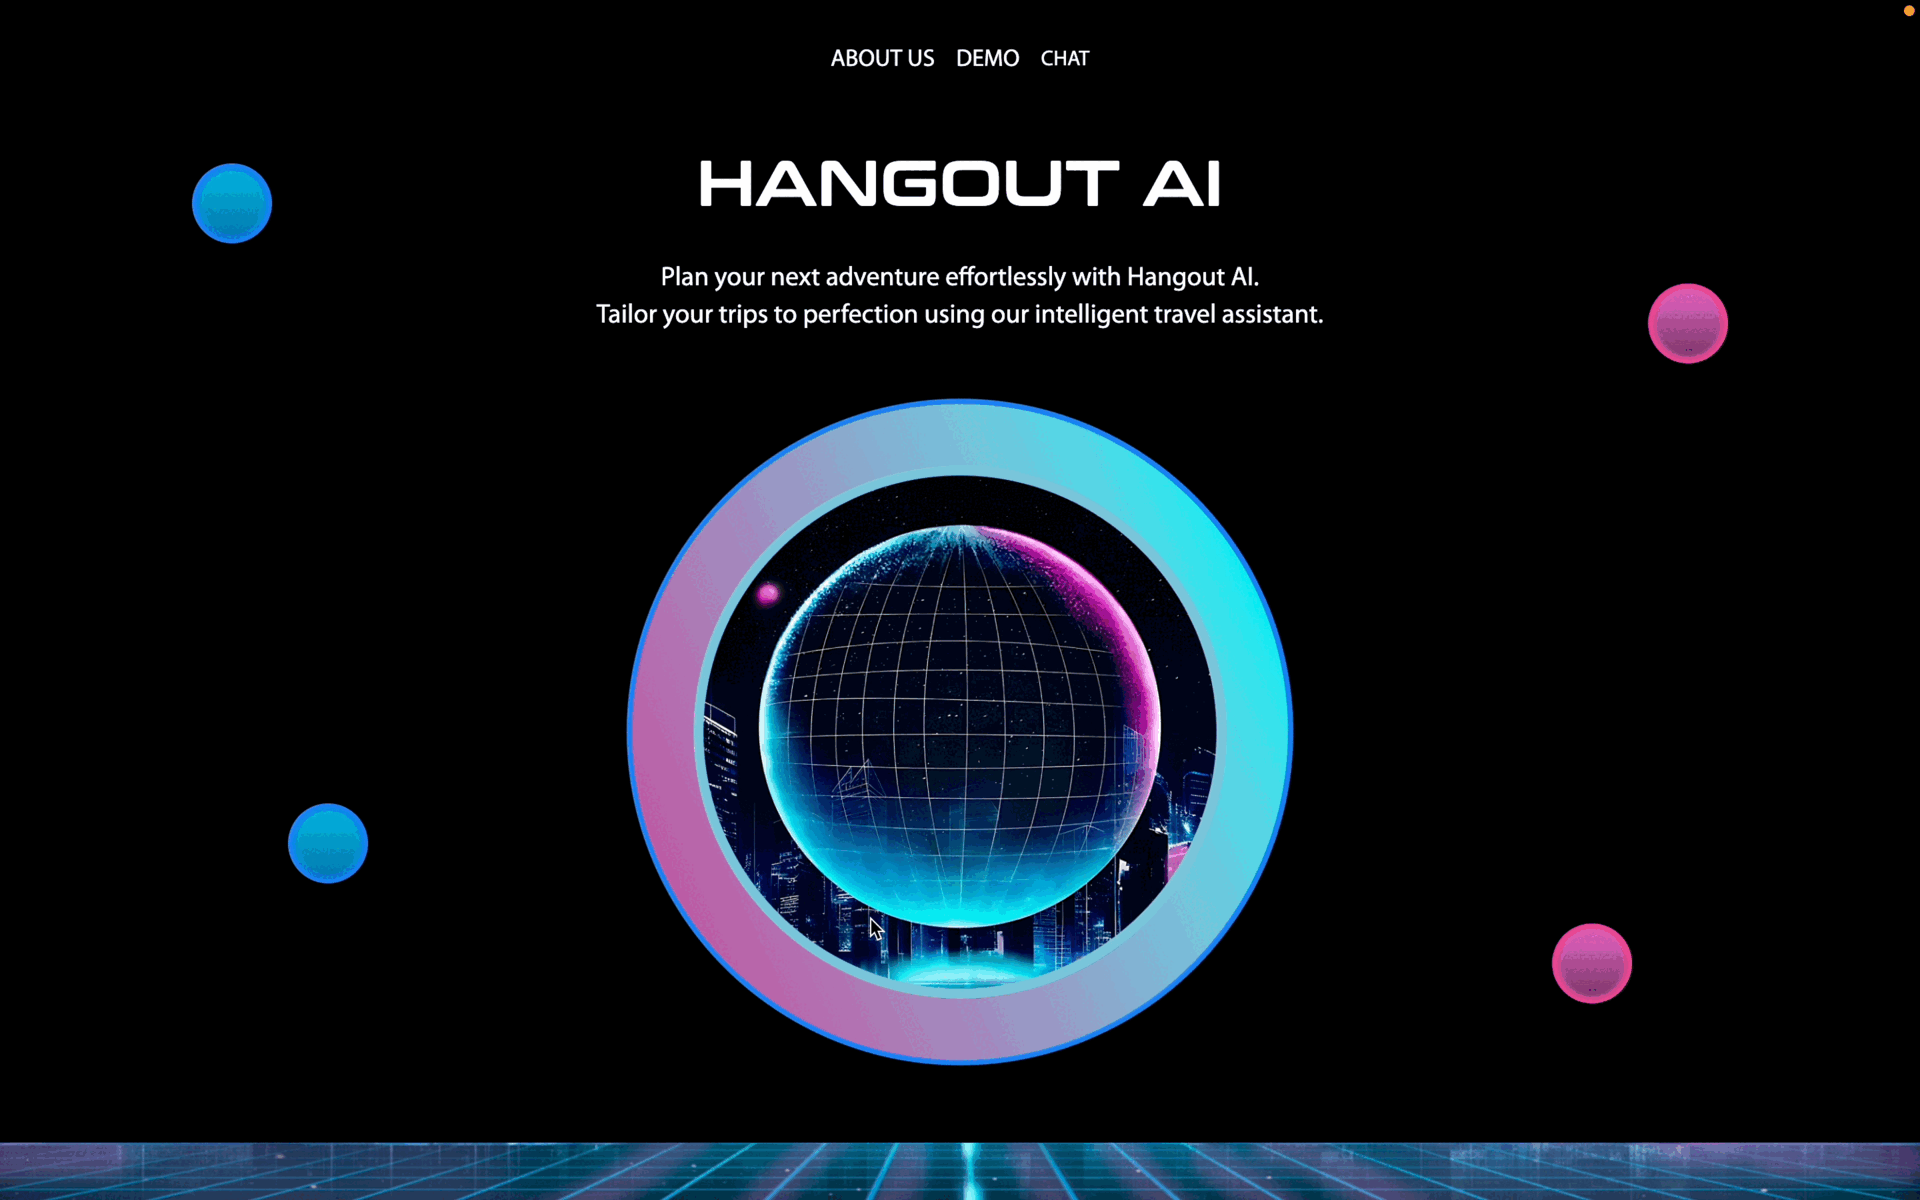 ABOUT US DEMO CHAT
HANGOUT AI
Plan your next adventure effortlessly with Hangout AI.
Tailor your trips to perfection using our intelligent travel assistant.